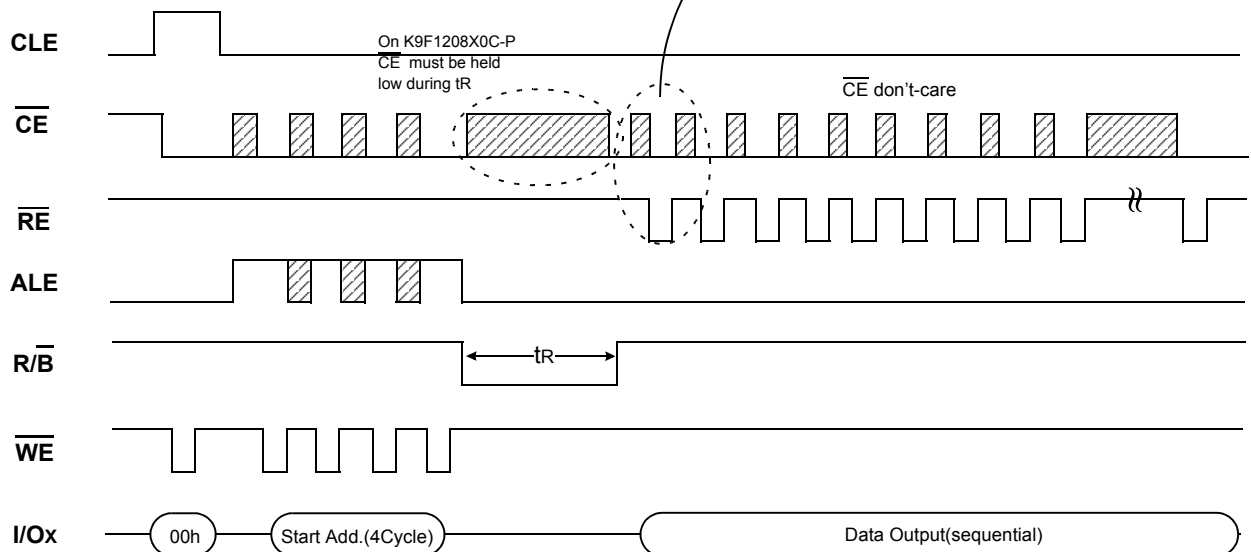 CLE
On K9F1208X0C-P
CE must be held
low during tR
CE don't-care
CE
RE
ALE
R/B
tR
WE
I/Ox
00h
Start Add.(4Cycle)
Data Output(sequential)